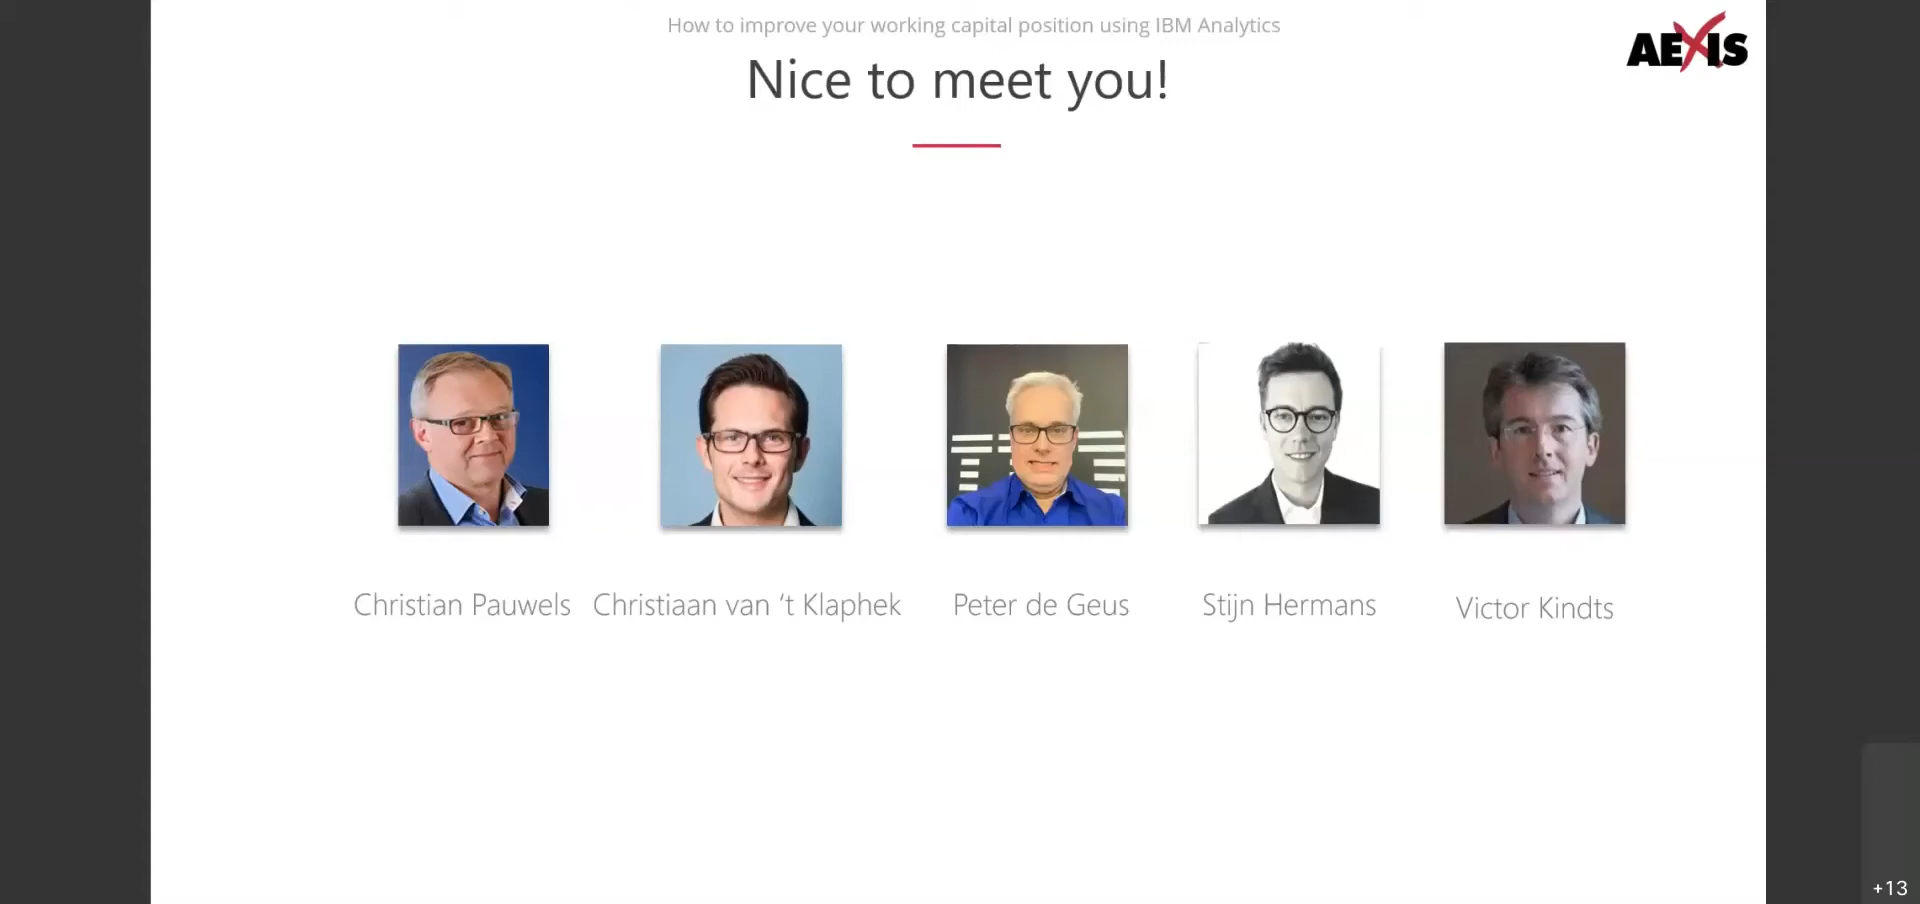 How to improve your working capital position using IBM Analytics
AEXIS
Nice to meet you!
Christian Pauwels
Christiaan van ‘t Klaphek
Peter de Geus
Stijn Hermans
Victor Kindts
+13